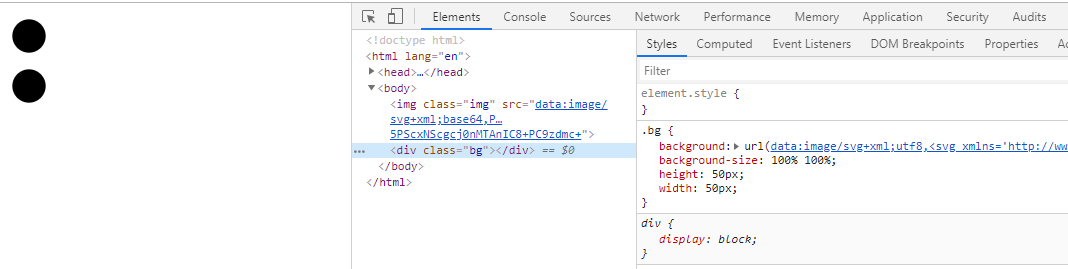 Elements Console Sources Network Performance Memory Application Security Audits
<!doctype html>
<html lang="en">
<head>…</head>
<body>
<img class="img" src="data:image/
svg+xml;base64,P…
5PScxNScgcj0nMTAnIC8+PC9zdmc+">
… <div class="bg"></div> == $0
</body>
</html>
Styles Computed Event Listeners DOM Breakpoints Properties Ac
Filter
element.style {
}
.bg {
background: url(data:image/svg+xml;utf8,<svg xmlns='http://ww
background-size: 100% 100%;
height: 50px;
width: 50px;
}
div {
display: block;
}